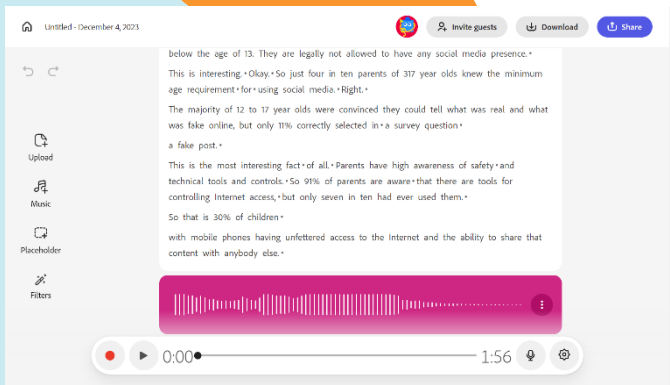 Untitled - December 4, 2023
Invite guests
Download
Share
below the age of 13. They are legally not allowed to have any social media presence. •
This is interesting. • Okay. • So just four in ten parents of 317 year olds knew the minimum
age requirement • for • using social media. • Right. •
The majority of 12 to 17 year olds were convinced they could tell what was real and what
was fake online, but only 11% correctly selected in • a survey question •
a fake post. •
This is the most interesting fact • of all. • Parents have high awareness of safety • and
technical tools and controls. • So 91% of parents are aware • that there are tools for
controlling Internet access, • but only seven in ten had ever used them. •
So that is 30% of children •
with mobile phones having unfettered access to the Internet and the ability to share that
content with anybody else. •
Upload
Music
Placeholder
Filters
0:00
1:56